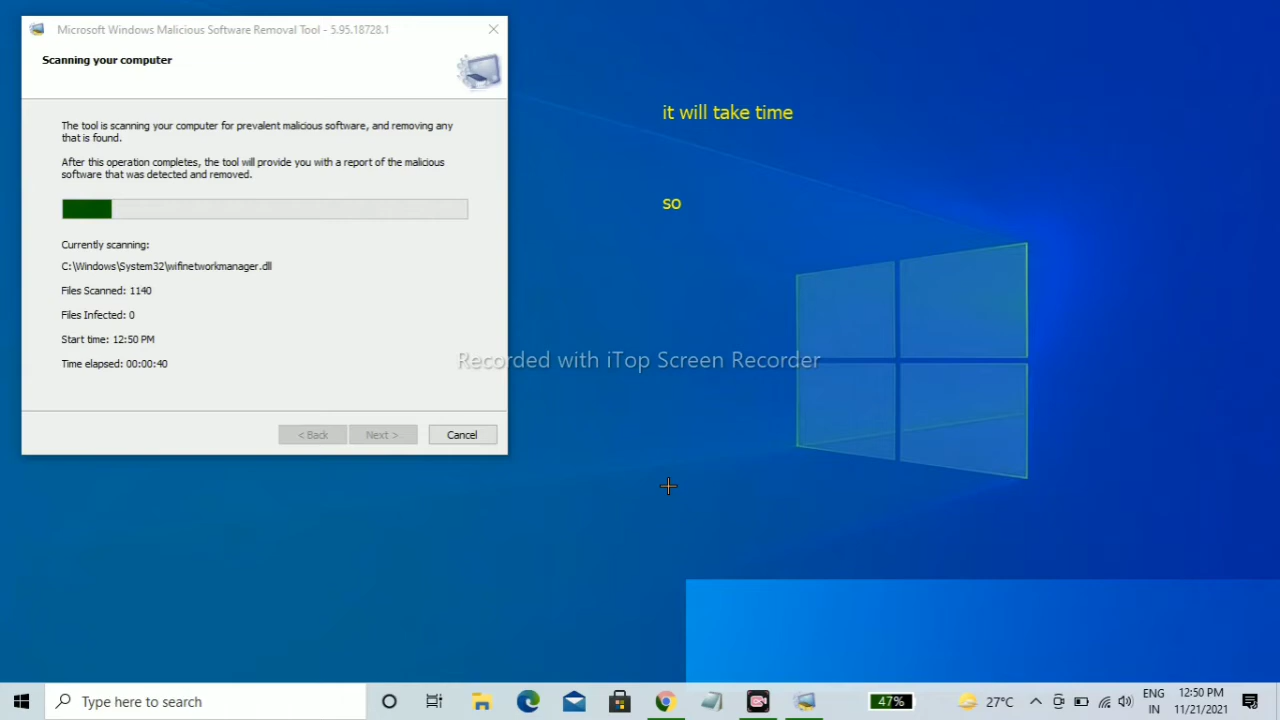 Microsoft Windows Malicious Software Removal Tool - 5.95.18728.1
Scanning your computer
The tool is scanning your computer for prevalent malicious software, and removing any
that is found.
After this operation completes, the tool will provide you with a report of the malicious
software that was detected and removed.
Currently scanning:
C:\Windows\System32\wifinetworkmanager.dll
Files Scanned: 1140
Files Infected: 0
Start time: 12:50 PM
Time elapsed: 00:00:40
< Back
Next >
Cancel
it will take time
so
Recorded with iTop Screen Recorder
Type here to search
47%
27°C
ENG
IN
12:50 PM
11/21/2021